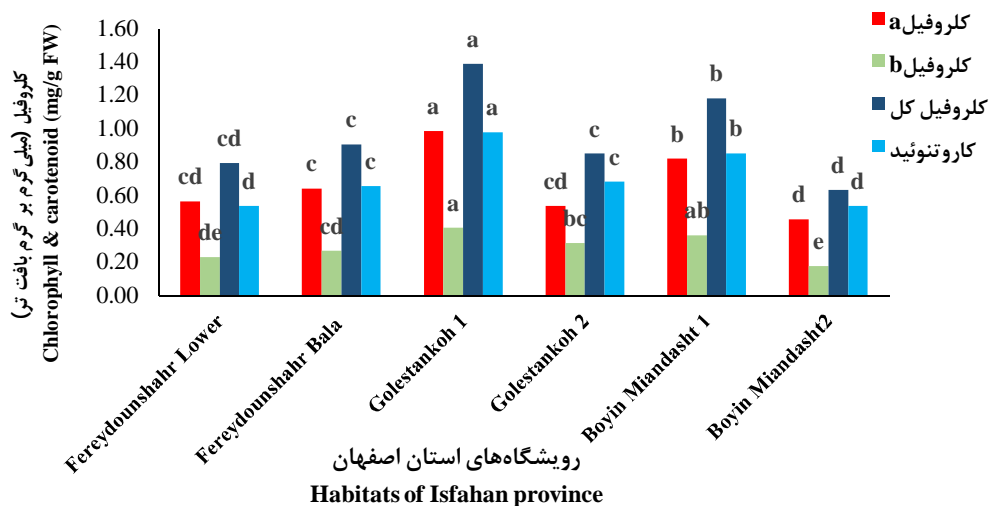 کلروفیل (میلی گرم بر گرم بافت تر)
Chlorophyll & carotenoid (mg/g FW)
1.60
1.40
1.20
1.00
0.80
0.60
0.40
0.20
0.00
cd de cd d
c cd c c
a a a a
cd bc c c
b ab b b
d e d d
کلروفیل a
کلروفیل b
کلروفیل کل
کاروتنوئید
Fereydounshahr Lower
Fereydounshahr Bala
Golestankoh 1
Golestankoh 2
Boyin Miandasht 1
Boyin Miandasht2
رویشگاه‌های استان اصفهان
Habitats of Isfahan province